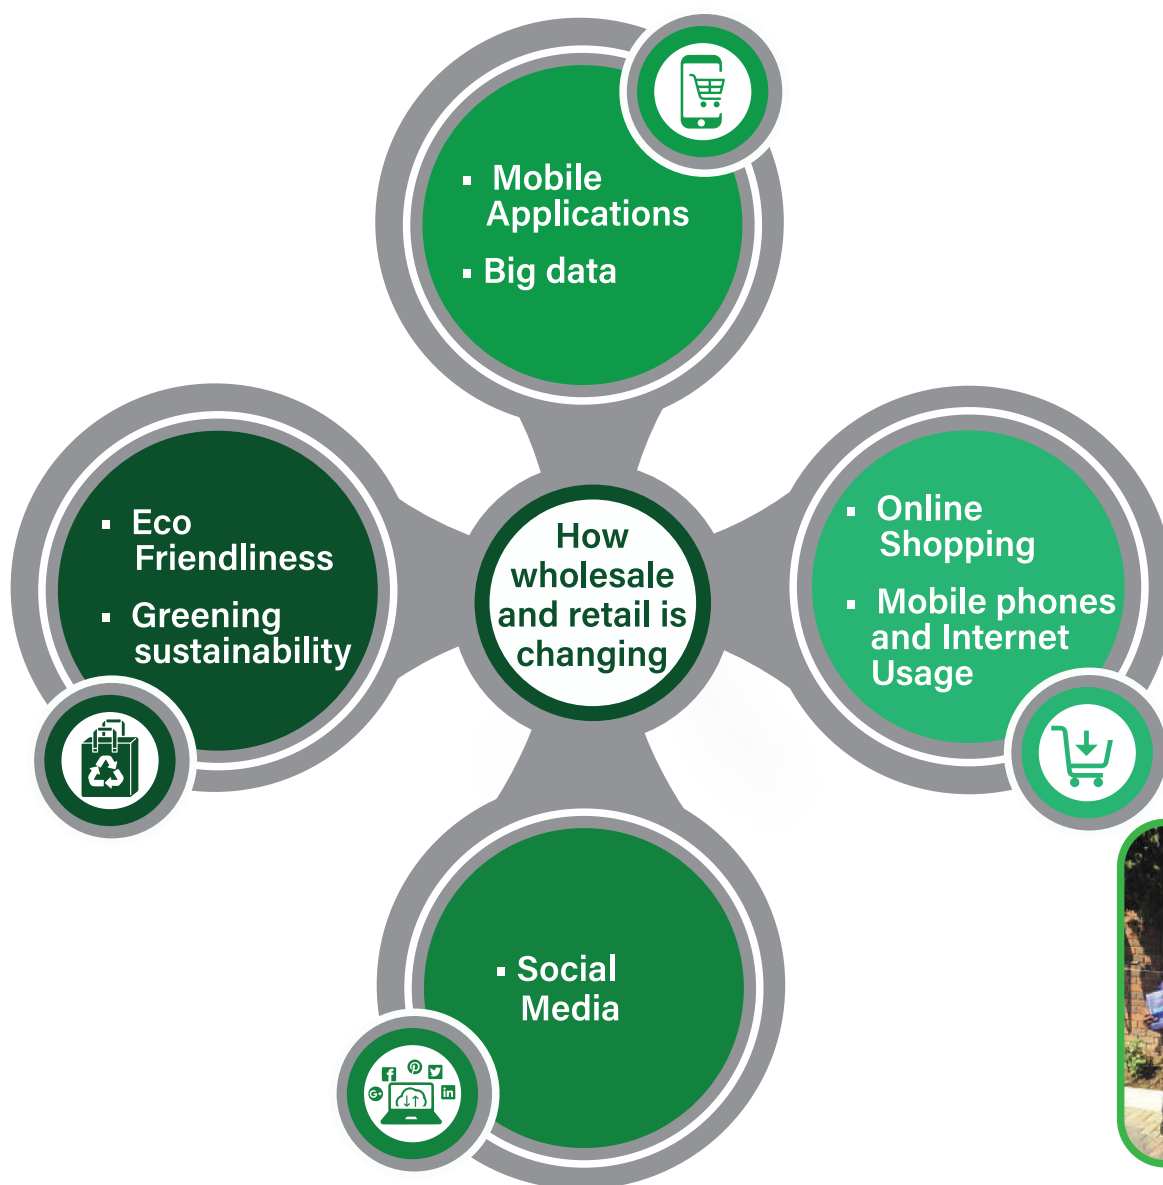 ▪ Mobile
Applications
▪ Big data
▪ Eco
Friendliness
▪ Greening
sustainability
How
wholesale
and retail is
changing
▪ Online
Shopping
▪ Mobile phones
and Internet
Usage
▪ Social
Media